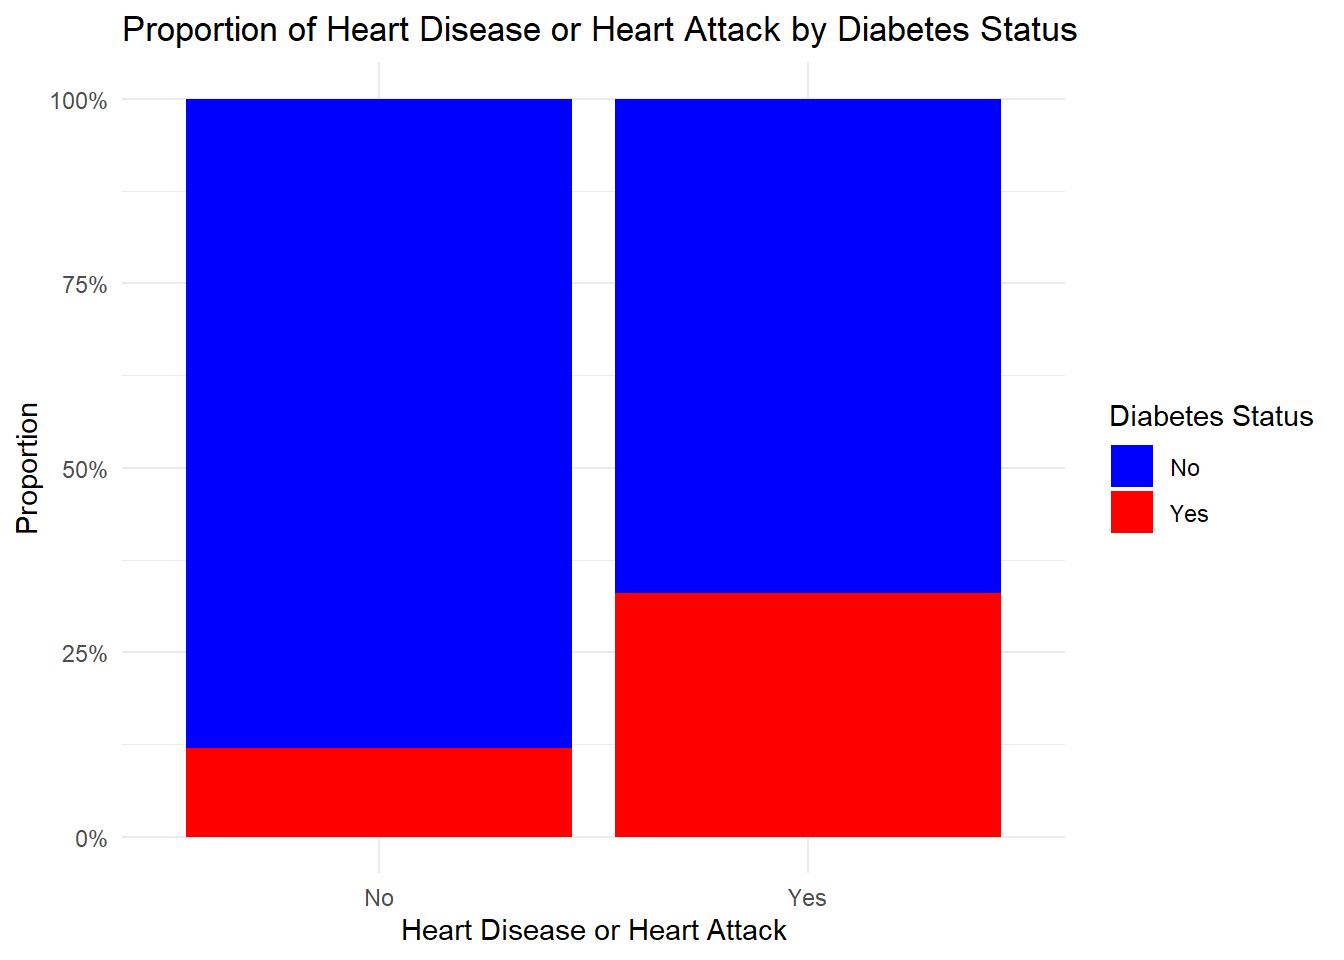 Proportion of Heart Disease or Heart Attack by Diabetes Status
100%
75%
50%
25%
0%
Proportion
No
Yes
Heart Disease or Heart Attack
Diabetes Status
No
Yes